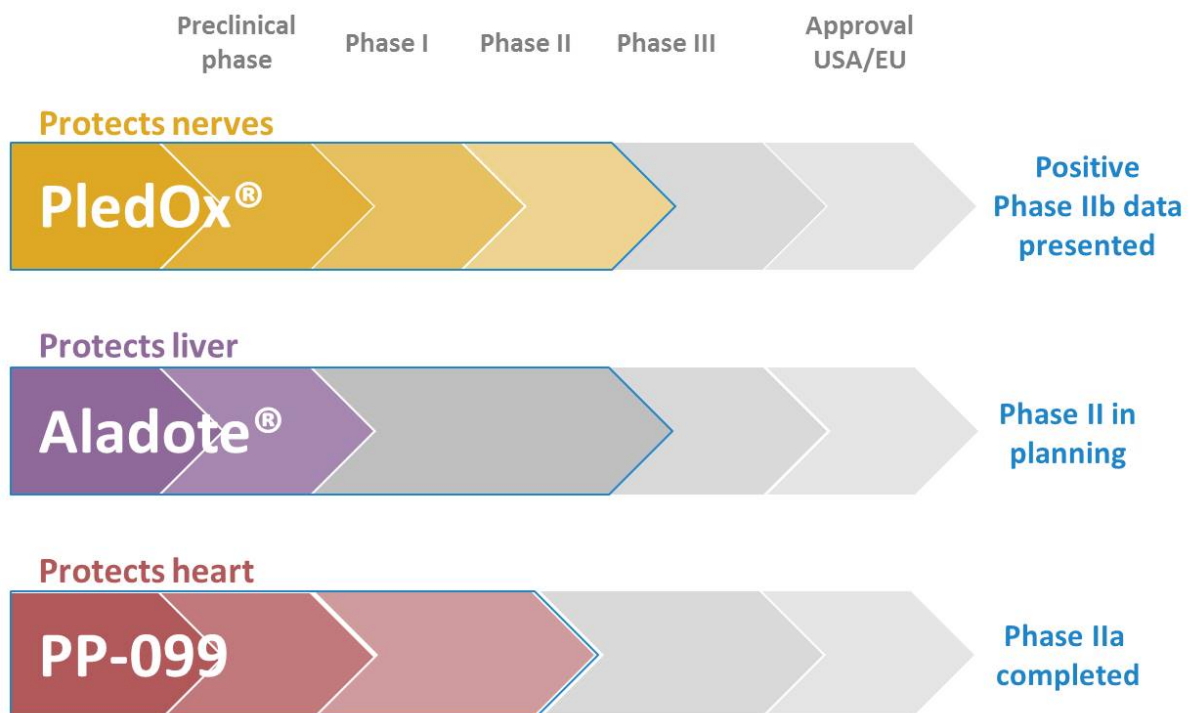 Preclinical
phase
Phase I
Phase II
Phase III
Approval
USA/EU
Protects nerves
PledOx®
Positive
Phase IIb data
presented
Protects liver
Aladote®
Phase II in
planning
Protects heart
PP-099
Phase IIa
completed